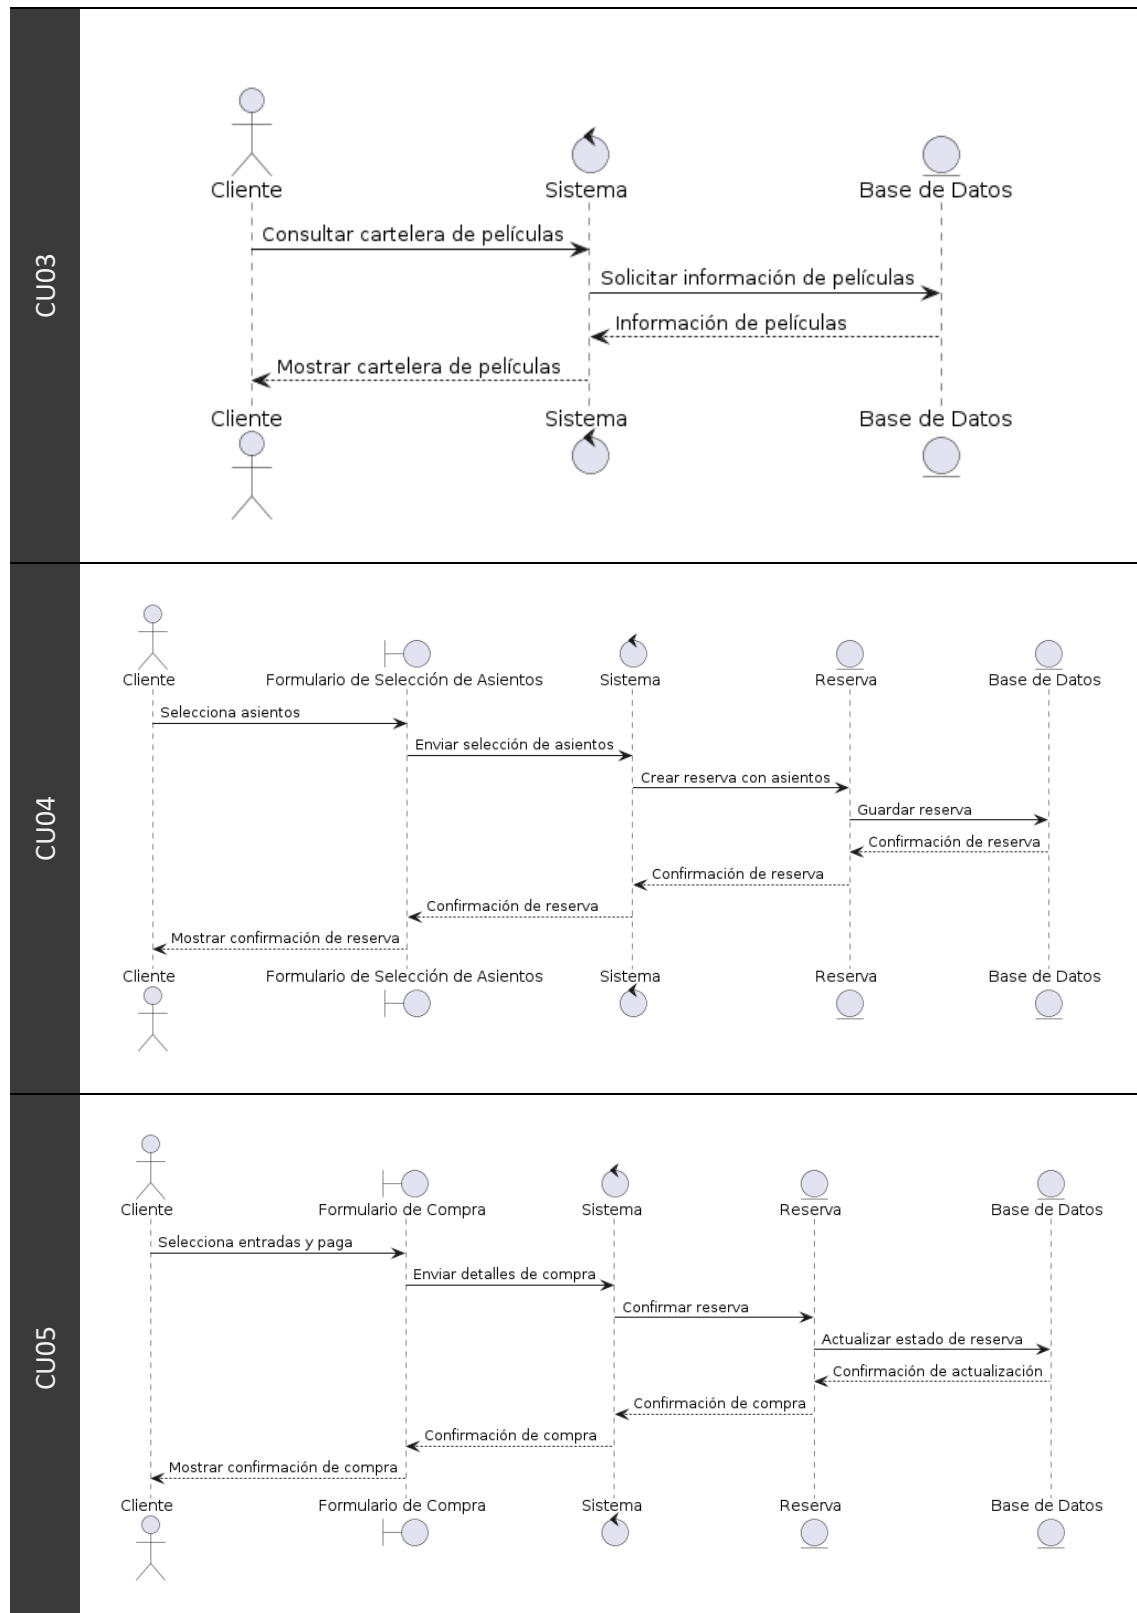 CU03
Cliente
Sistema
Base de Datos
Consultar cartelera de películas
Solicitar información de películas
Información de películas
Mostrar cartelera de películas
Cliente
Sistema
Base de Datos
CU04
Cliente
Formulario de Selección de Asientos
Sistema
Reserva
Base de Datos
Selecciona asientos
Enviar selección de asientos
Crear reserva con asientos
Guardar reserva
Confirmación de reserva
Confirmación de reserva
Confirmación de reserva
Mostrar confirmación de reserva
Cliente
Formulario de Selección de Asientos
Sistema
Reserva
Base de Datos
CU05
Cliente
Formulario de Compra
Sistema
Reserva
Base de Datos
Selecciona entradas y paga
Enviar detalles de compra
Confirmar reserva
Actualizar estado de reserva
Confirmación de actualización
Confirmación de compra
Confirmación de compra
Mostrar confirmación de compra
Cliente
Formulario de Compra
Sistema
Reserva
Base de Datos